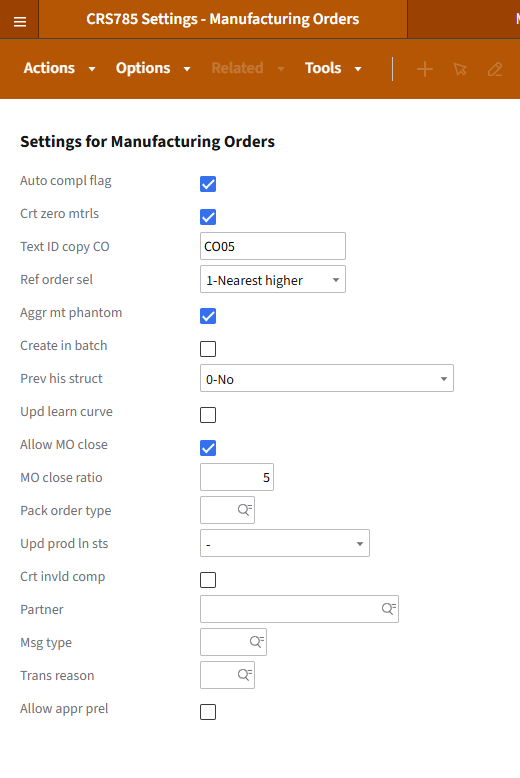 CRS785 Settings - Manufacturing Orders
Actions Options Related Tools
Settings for Manufacturing Orders
Auto compl flag
Crt zero mtrls
Text ID copy CO CO05
Ref order sel 1-Nearest higher
Aggr mt phantom
Create in batch
Prev his struct 0-No
Upd learn curve
Allow MO close
MO close ratio 5
Pack order type
Upd prod ln sts -
Crt invld comp
Partner
Msg type
Trans reason
Allow appr prel